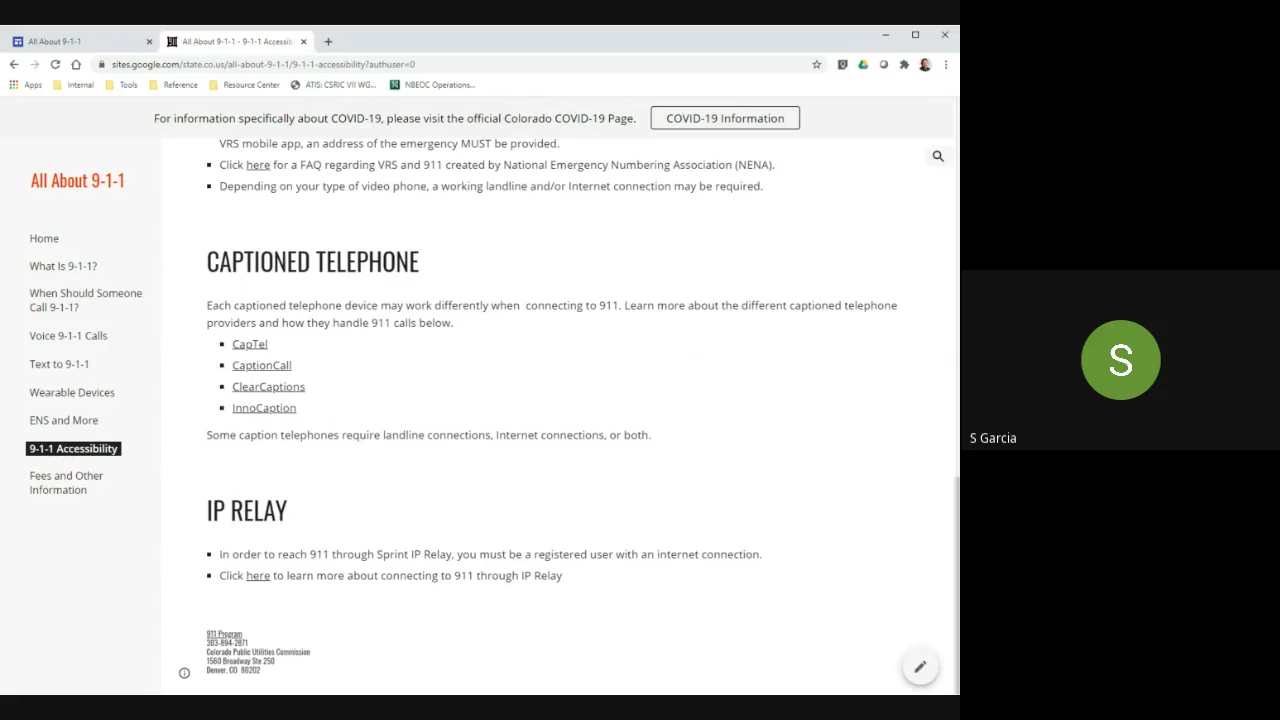 All About 9-1-1
All About 9-1-1 - 9-1-1 Accessib
sites.google.com/state.co.us/all-about-9-1-1/9-1-1-accessibility?authuser=0
Apps
Internal
Tools
Reference
Resource Center
ATIS: CSRIC VII WG...
NBEOC Operations...
For information specifically about COVID-19, please visit the official Colorado COVID-19 Page.
COVID-19 Information
All About 9-1-1
Home
What Is 9-1-1?
When Should Someone
Call 9-1-1?
Voice 9-1-1 Calls
Text to 9-1-1
Wearable Devices
ENS and More
9-1-1 Accessibility
Fees and Other
Information
VRS mobile app, an address of the emergency MUST be provided.
Click here for a FAQ regarding VRS and 911 created by National Emergency Numbering Association (NENA).
Depending on your type of video phone, a working landline and/or Internet connection may be required.
CAPTIONED TELEPHONE
Each captioned telephone device may work differently when connecting to 911. Learn more about the different captioned telephone
providers and how they handle 911 calls below.
CapTel
CaptionCall
ClearCaptions
InnoCaption
Some caption telephones require landline connections, Internet connections, or both.
IP RELAY
In order to reach 911 through Sprint IP Relay, you must be a registered user with an internet connection.
Click here to learn more about connecting to 911 through IP Relay
911 Program
303-894-2871
Colorado Public Utilities Commission
1560 Broadway Ste 250
Denver, CO 80202
S
S Garcia